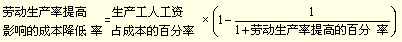 劳动生产率提高影响的成本降低 率 = 生产工人工资占成本的百分率 × (1 − 1 / (1+劳动生产率提高的百分 率))